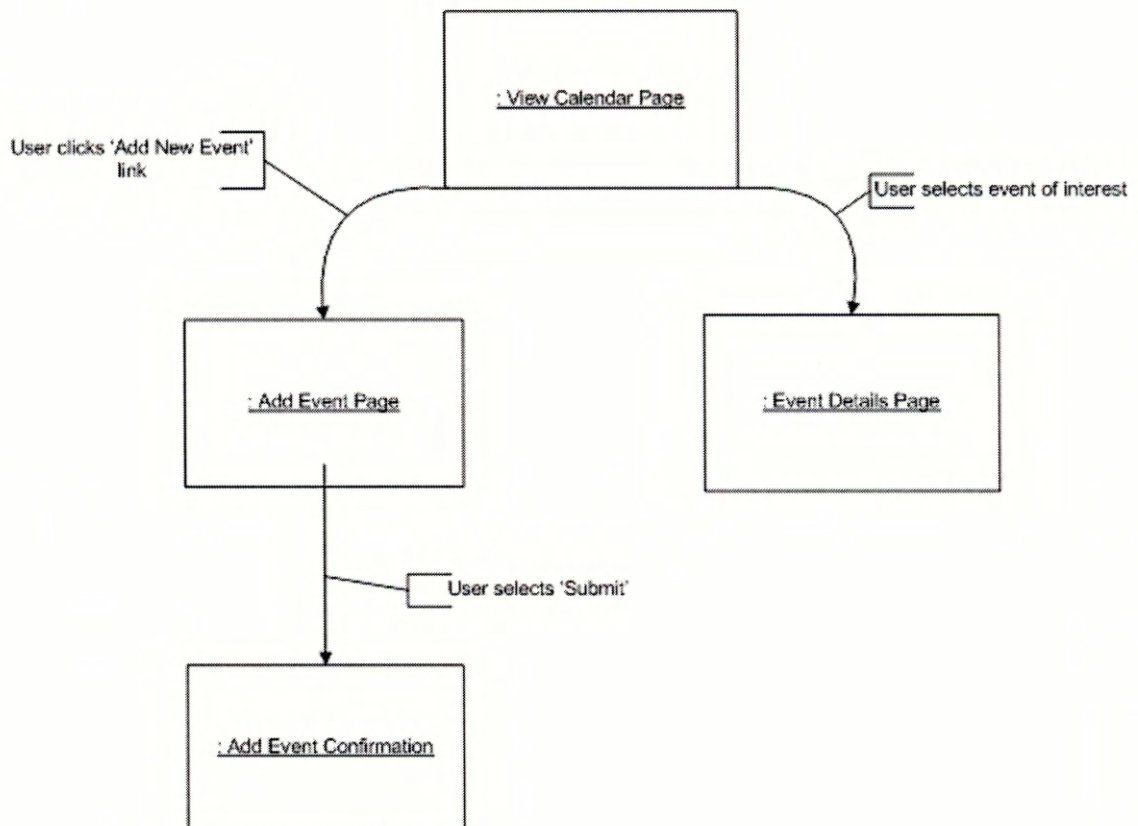 : View Calendar Page
User clicks ‘Add New Event’
link
User selects event of interest
: Add Event Page
: Event Details Page
User selects ‘Submit’
: Add Event Confirmation